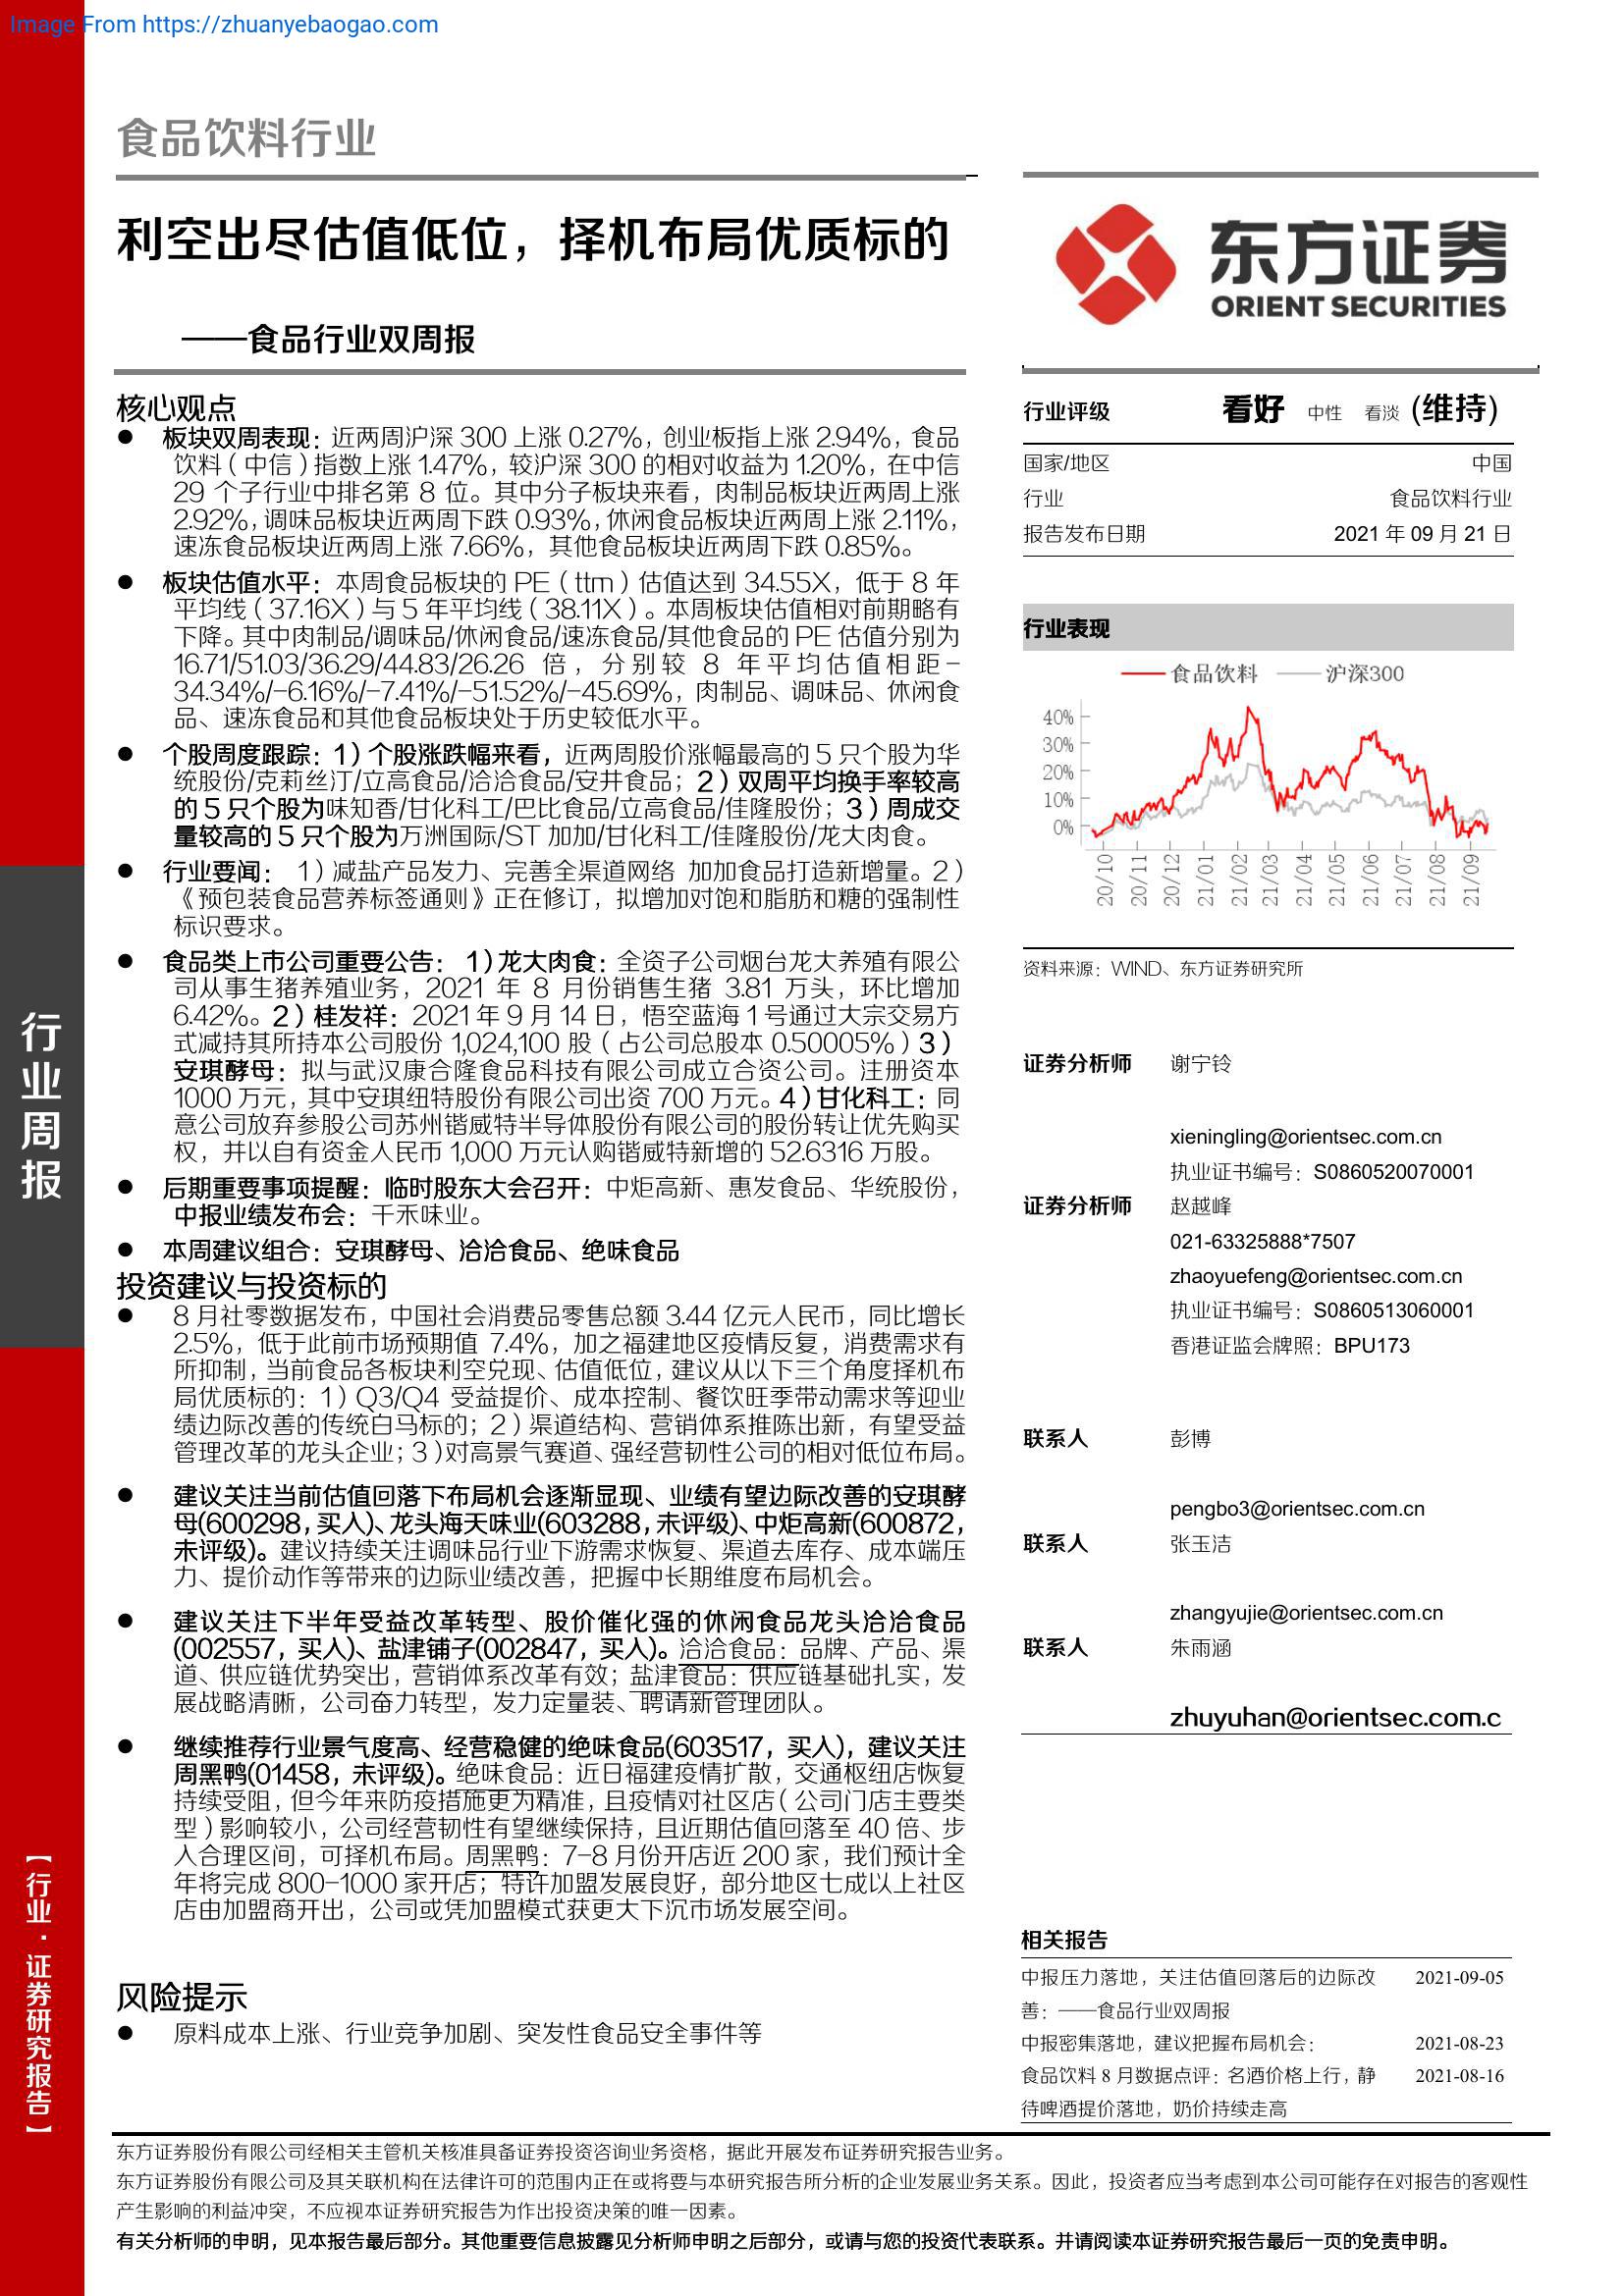 Image From https://zhuanyebaogao.com
食品饮料行业
利空出尽估值低位，择机布局优质标的
——食品行业双周报
核心观点
● 板块双周表现：近两周沪深 300 上涨 0.27%，创业板指上涨 2.94%，食品
饮料（中信）指数上涨 1.47%，较沪深 300 的相对收益为 1.20%，在中信
29 个子行业中排名第 8 位。其中分子板块来看，肉制品板块近两周上涨
2.92%，调味品板块近两周下跌 0.93%，休闲食品板块近两周上涨 2.11%，
速冻食品板块近两周上涨 7.66%，其他食品板块近两周下跌 0.85%。
● 板块估值水平：本周食品板块的 PE（ttm）估值达到 34.55X，低于 8 年
平均线（37.16X）与 5 年平均线（38.11X）。本周板块估值相对前期略有
下降。其中肉制品/调味品/休闲食品/速冻食品/其他食品的 PE 估值分别为
16.71/51.03/36.29/44.83/26.26 倍，分别较 8 年平均估值相距-
34.34%/-6.16%/-7.41%/-51.52%/-45.69%，肉制品、调味品、休闲食
品、速冻食品和其他食品板块处于历史较低水平。
● 个股周度跟踪：1）个股涨跌幅来看，近两周股价涨幅最高的 5 只个股为华
统股份/克莉丝汀/立高食品/洽洽食品/安井食品；2）双周平均换手率较高
的 5 只个股为味知香/甘化科工/巴比食品/立高食品/佳隆股份；3）周成交
量较高的 5 只个股为万洲国际/ST 加加/甘化科工/佳隆股份/龙大肉食。
● 行业要闻： 1）减盐产品发力、完善全渠道网络 加加食品打造新增量。2）
《预包装食品营养标签通则》正在修订，拟增加对饱和脂肪和糖的强制性
标识要求。
● 食品类上市公司重要公告： 1)龙大肉食：全资子公司烟台龙大养殖有限公
司从事生猪养殖业务，2021 年 8 月份销售生猪 3.81 万头，环比增加
6.42%。2）桂发祥：2021 年 9 月 14 日，悟空蓝海 1 号通过大宗交易方
式减持其所持本公司股份 1,024,100 股（占公司总股本 0.50005%）3）
安琪酵母：拟与武汉康合隆食品科技有限公司成立合资公司。注册资本
1000 万元，其中安琪纽特股份有限公司出资 700 万元。4）甘化科工：同
意公司放弃参股公司苏州锴威特半导体股份有限公司的股份转让优先购买
权，并以自有资金人民币 1,000 万元认购锴威特新增的 52.6316 万股。
● 后期重要事项提醒：临时股东大会召开：中炬高新、惠发食品、华统股份，
中报业绩发布会：千禾味业。
● 本周建议组合：安琪酵母、洽洽食品、绝味食品
投资建议与投资标的
● 8 月社零数据发布，中国社会消费品零售总额 3.44 亿元人民币，同比增长
2.5%，低于此前市场预期值 7.4%，加之福建地区疫情反复，消费需求有
所抑制，当前食品各板块利空兑现、估值低位，建议从以下三个角度择机布
局优质标的：1）Q3/Q4 受益提价、成本控制、餐饮旺季带动需求等迎业
绩边际改善的传统白马标的；2）渠道结构、营销体系推陈出新，有望受益
管理改革的龙头企业；3）对高景气赛道、强经营韧性公司的相对低位布局。
● 建议关注当前估值回落下布局机会逐渐显现、业绩有望边际改善的安琪酵
母(600298，买入)、龙头海天味业(603288，未评级)、中炬高新(600872，
未评级)。建议持续关注调味品行业下游需求恢复、渠道去库存、成本端压
力、提价动作等带来的边际业绩改善，把握中长期维度布局机会。
● 建议关注下半年受益改革转型、股价催化强的休闲食品龙头洽洽食品
(002557，买入)、盐津铺子(002847，买入)。洽洽食品：品牌、产品、渠
道、供应链优势突出，营销体系改革有效；盐津食品：供应链基础扎实，发
展战略清晰，公司奋力转型，发力定量装、聘请新管理团队。
● 继续推荐行业景气度高、经营稳健的绝味食品(603517，买入)，建议关注
周黑鸭(01458，未评级)。绝味食品：近日福建疫情扩散，交通枢纽店恢复
持续受阻，但今年来防疫措施更为精准，且疫情对社区店（公司门店主要类
型）影响较小，公司经营韧性有望继续保持，且近期估值回落至 40 倍、步
入合理区间，可择机布局。周黑鸭：7-8 月份开店近 200 家，我们预计全
年将完成 800-1000 家开店；特许加盟发展良好，部分地区七成以上社区
店由加盟商开出，公司或凭加盟模式获更大下沉市场发展空间。
风险提示
● 原料成本上涨、行业竞争加剧、突发性食品安全事件等
东方证券
ORIENT SECURITIES
行业评级 看好 中性 看淡 (维持)
国家/地区 中国
行业 食品饮料行业
报告发布日期 2021 年 09 月 21 日
行业表现
食品饮料 沪深300
40%
30%
20%
10%
0%
20/10 20/11 20/12 21/01 21/02 21/03 21/04 21/05 21/06 21/07 21/08 21/09
资料来源：WIND、东方证券研究所
证券分析师 谢宁铃
xieningling@orientsec.com.cn
执业证书编号：S0860520070001
证券分析师 赵越峰
021-63325888*7507
zhaoyuefeng@orientsec.com.cn
执业证书编号：S0860513060001
香港证监会牌照：BPU173
联系人 彭博
pengbo3@orientsec.com.cn
联系人 张玉洁
zhangyujie@orientsec.com.cn
联系人 朱雨涵
zhuyuhan@orientsec.com.c
相关报告
中报压力落地，关注估值回落后的边际改 2021-09-05
善：——食品行业双周报
中报密集落地，建议把握布局机会： 2021-08-23
食品饮料 8 月数据点评：名酒价格上行，静 2021-08-16
待啤酒提价落地，奶价持续走高
行业周报
【行业·证券研究报告】
东方证券股份有限公司经相关主管机关核准具备证券投资咨询业务资格，据此开展发布证券研究报告业务。
东方证券股份有限公司及其关联机构在法律许可的范围内正在或将要与本研究报告所分析的企业发展业务关系。因此，投资者应当考虑到本公司可能存在对报告的客观性
产生影响的利益冲突，不应视本证券研究报告为作出投资决策的唯一因素。
有关分析师的申明，见本报告最后部分。其他重要信息披露见分析师申明之后部分，或请与您的投资代表联系。并请阅读本证券研究报告最后一页的免责申明。